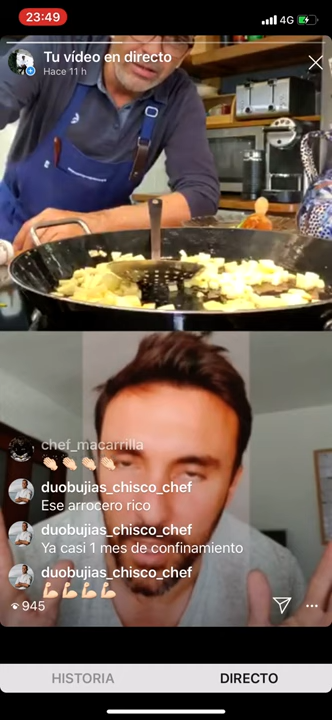 23:49
4G
Tu vídeo en directo
Hace 11 h
chef_macarrilla
👏🏻👏🏻👏🏻👏🏻
duobujias_chisco_chef
Ese arrocero rico
duobujias_chisco_chef
Ya casi 1 mes de confinamiento
duobujias_chisco_chef
💪🏻💪🏻💪🏻💪🏻
945
HISTORIA
DIRECTO